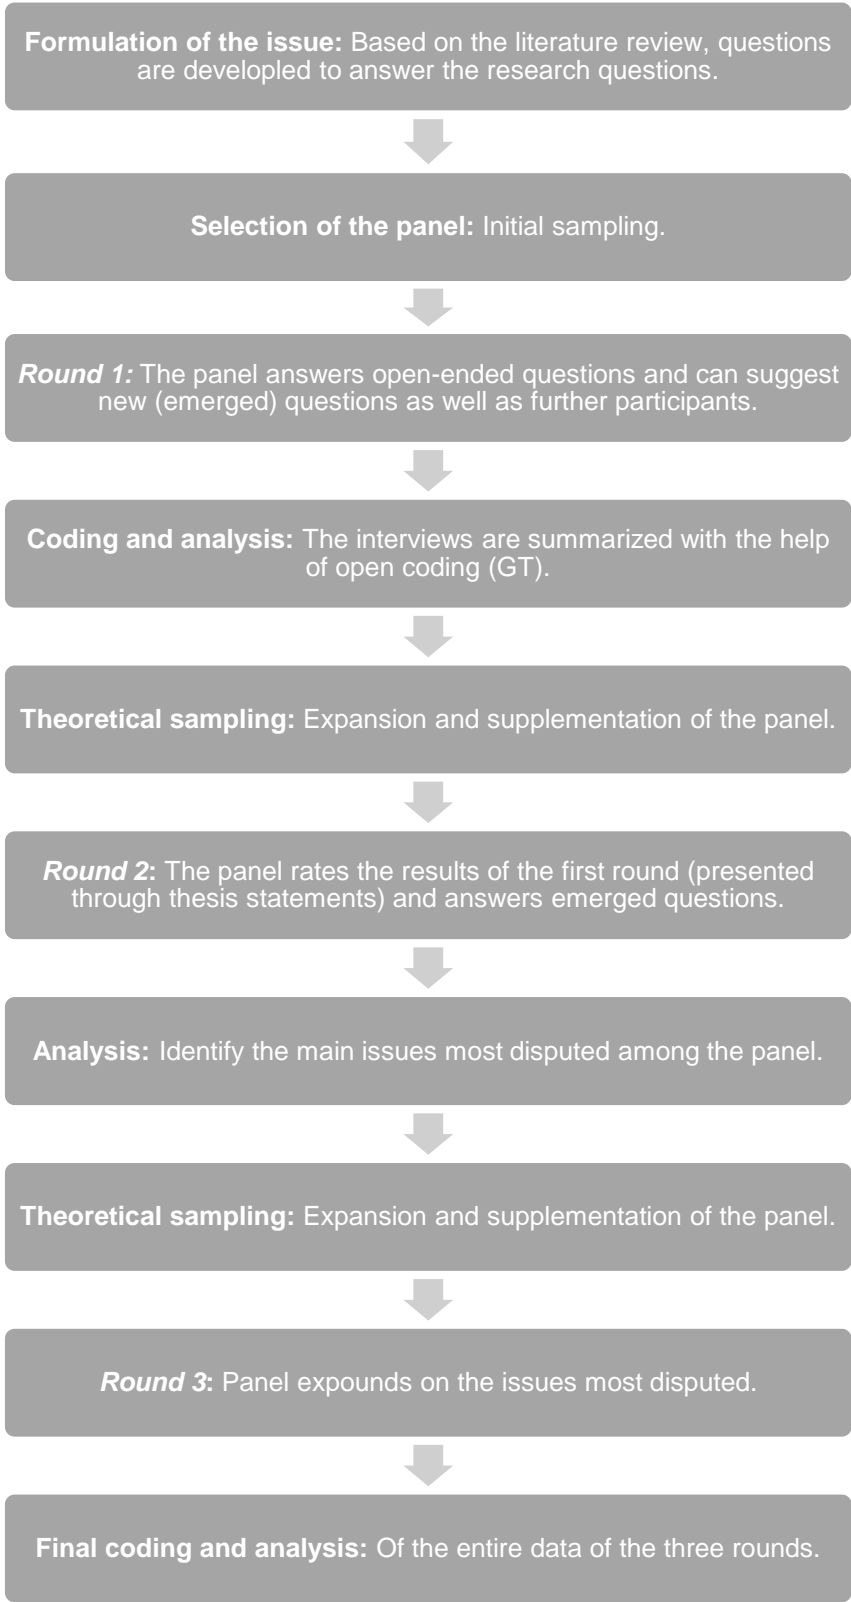 Formulation of the issue: Based on the literature review, questions
are developled to answer the research questions.
Selection of the panel: Initial sampling.
Round 1: The panel answers open-ended questions and can suggest
new (emerged) questions as well as further participants.
Coding and analysis: The interviews are summarized with the help
of open coding (GT).
Theoretical sampling: Expansion and supplementation of the panel.
Round 2: The panel rates the results of the first round (presented
through thesis statements) and answers emerged questions.
Analysis: Identify the main issues most disputed among the panel.
Theoretical sampling: Expansion and supplementation of the panel.
Round 3: Panel expounds on the issues most disputed.
Final coding and analysis: Of the entire data of the three rounds.